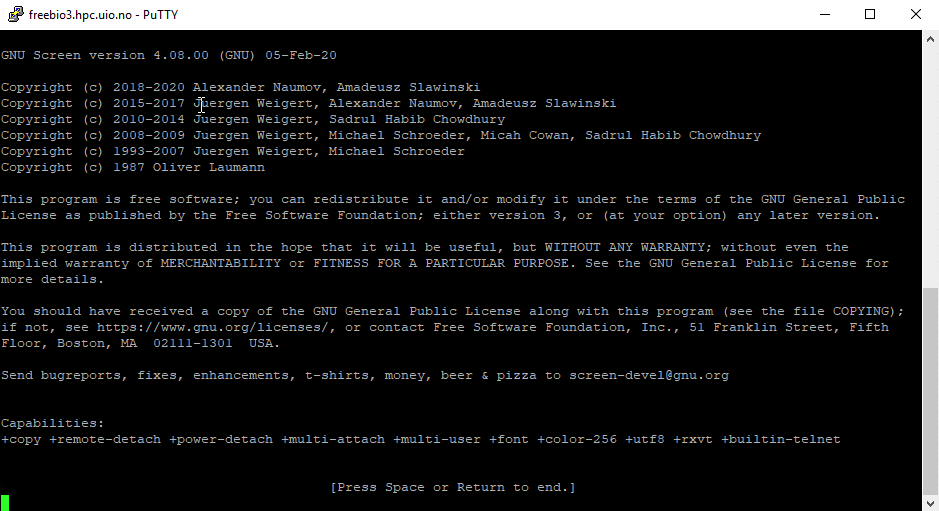 freebio3.hpc.uio.no - PuTTY
GNU Screen version 4.08.00 (GNU) 05-Feb-20
Copyright (c) 2018-2020 Alexander Naumov, Amadeusz Slawinski
Copyright (c) 2015-2017 Juergen Weigert, Alexander Naumov, Amadeusz Slawinski
Copyright (c) 2010-2014 Juergen Weigert, Sadrul Habib Chowdhury
Copyright (c) 2008-2009 Juergen Weigert, Michael Schroeder, Micah Cowan, Sadrul Habib Chowdhury
Copyright (c) 1993-2007 Juergen Weigert, Michael Schroeder
Copyright (c) 1987 Oliver Laumann
This program is free software; you can redistribute it and/or modify it under the terms of the GNU General Public
License as published by the Free Software Foundation; either version 3, or (at your option) any later version.
This program is distributed in the hope that it will be useful, but WITHOUT ANY WARRANTY; without even the
implied warranty of MERCHANTABILITY or FITNESS FOR A PARTICULAR PURPOSE. See the GNU General Public License for
more details.
You should have received a copy of the GNU General Public License along with this program (see the file COPYING);
if not, see https://www.gnu.org/licenses/, or contact Free Software Foundation, Inc., 51 Franklin Street, Fifth
Floor, Boston, MA  02111-1301  USA.
Send bugreports, fixes, enhancements, t-shirts, money, beer & pizza to screen-devel@gnu.org
Capabilities:
+copy +remote-detach +power-detach +multi-attach +multi-user +font +color-256 +utf8 +rxvt +builtin-telnet
[Press Space or Return to end.]